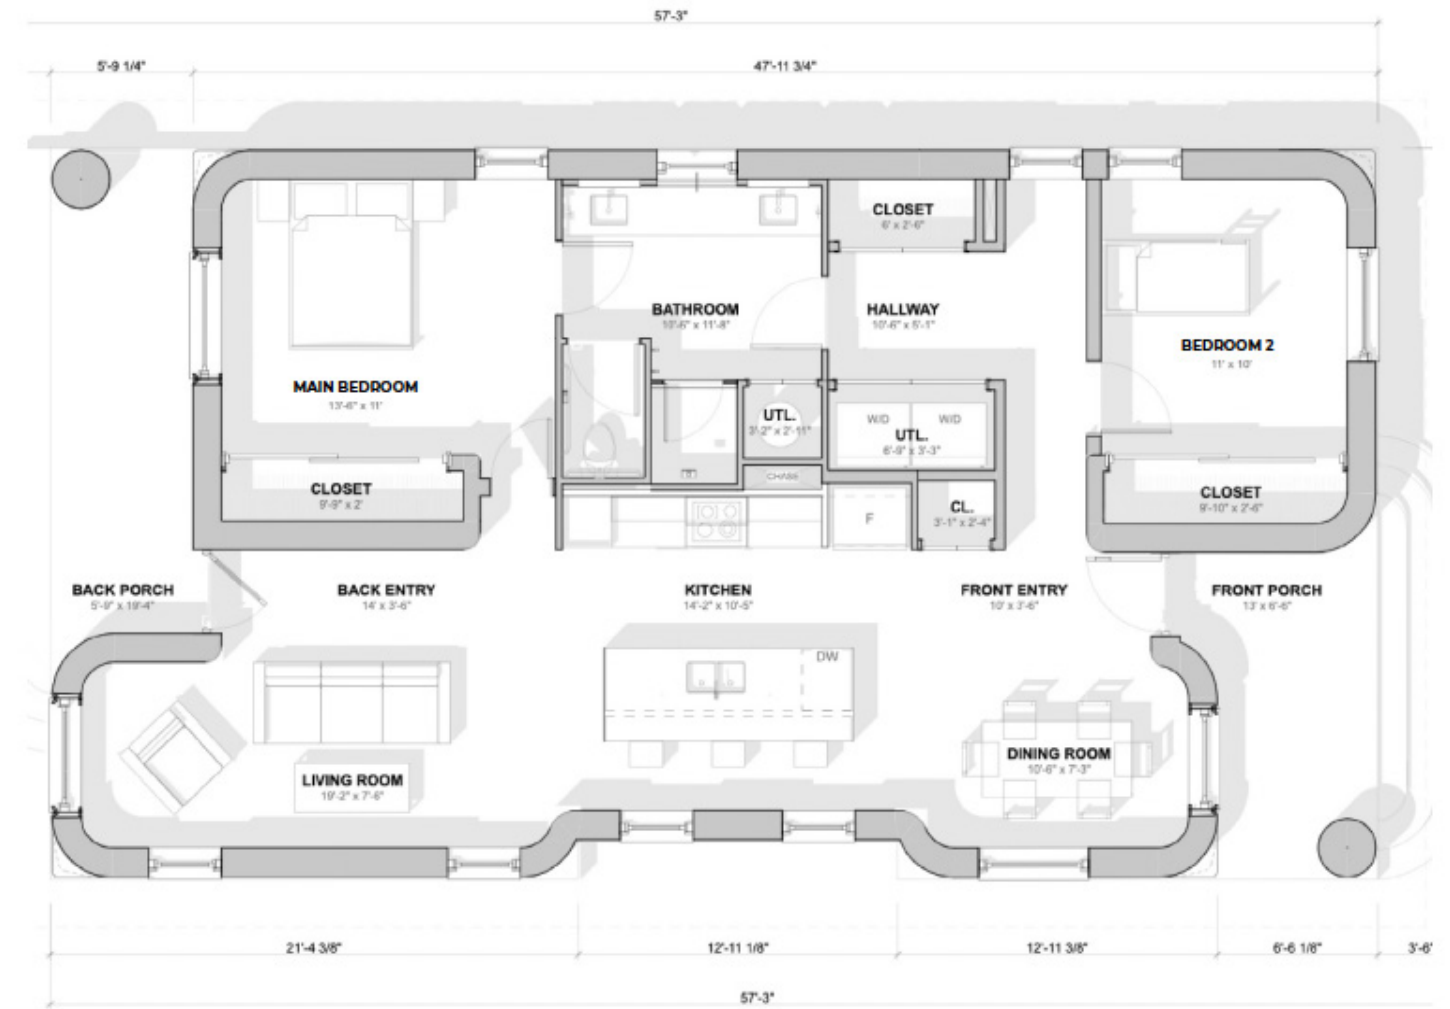 57'-3"
5'-9 1/4"
47'-11 3/4"
CLOSET
6' x 2'-6"
BATHROOM
10'-6" x 11'-8"
HALLWAY
10'-6" x 5'-1"
BEDROOM 2
11' x 10'
MAIN BEDROOM
13'-6" x 11'
UTL.
3'-2" x 2'-11"
W/D
W/D
UTL.
6'-9" x 3'-3"
CHASE
CLOSET
9'-9" x 2'
F
CL.
3'-1" x 2'-4"
CLOSET
9'-10" x 2'-6"
BACK PORCH
5'-9" x 19'-4"
BACK ENTRY
14' x 3'-6"
KITCHEN
14'-2" x 10'-5"
FRONT ENTRY
10' x 3'-6"
FRONT PORCH
13' x 6'-6"
DW
LIVING ROOM
19'-2" x 7'-6"
DINING ROOM
10'-6" x 7'-3"
21'-4 3/8"
12'-11 1/8"
12'-11 3/8"
6'-6 1/8"
3'-6'
57'-3"